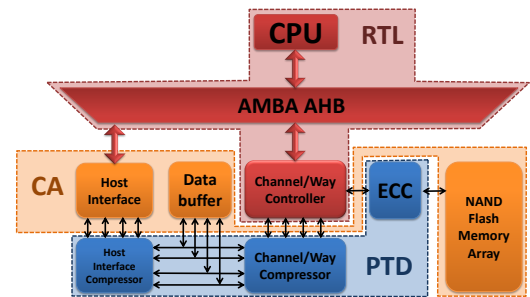 CPU
RTL
AMBA AHB
CA
Host
Interface
Data
buffer
Channel/Way
Controller
ECC
NAND
Flash
Memory
Array
Host
Interface
Compressor
Channel/Way
Compressor
PTD